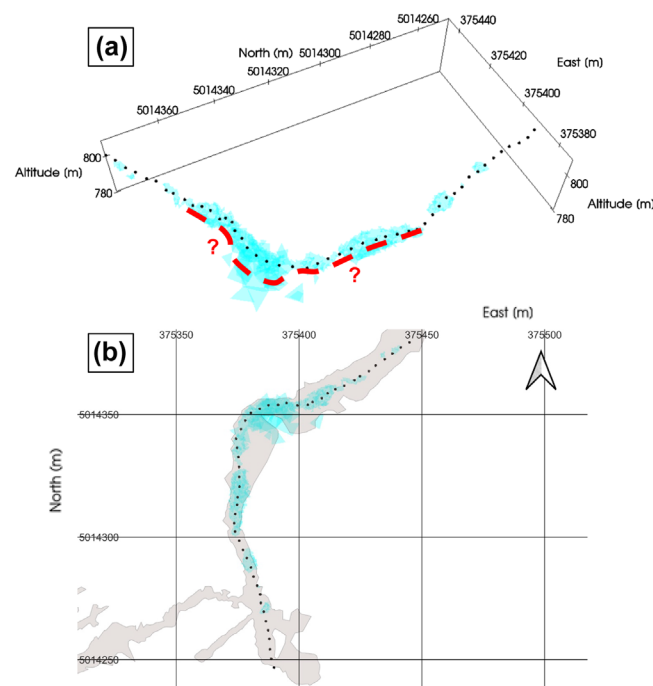 (a)
5014260
375440
5014280
North (m)
5014300
375420
East (m)
5014320
5014340
375400
5014360
375380
800
Altitude (m)
780
800
780
Altitude (m)
?
?
East (m)
(b)
375350
375400
375450
375500
5014350
North (m)
5014300
5014250